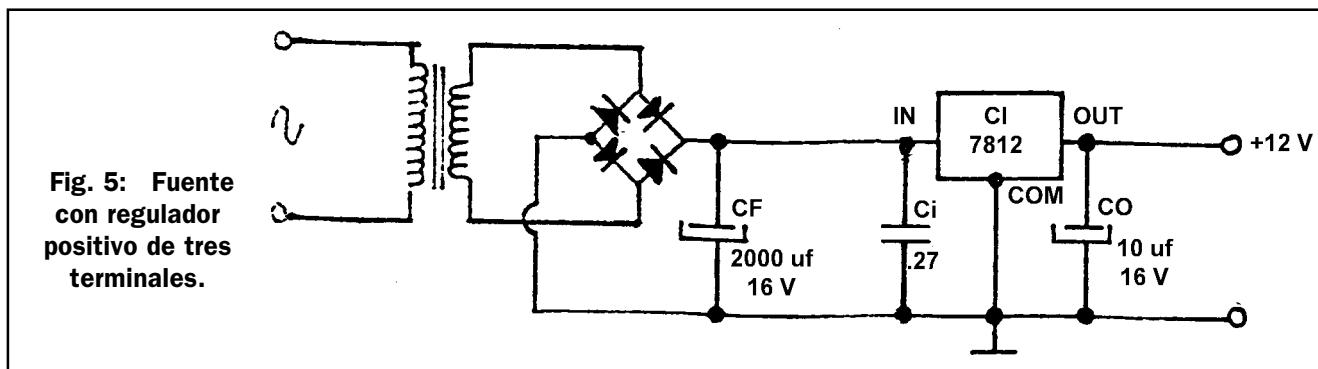 Fig. 5: Fuente
con regulador
positivo de tres
terminales.
IN
CI
7812
OUT
COM
+12 V
CF
2000 uf
16 V
Ci
.27
CO
10 uf
16 V